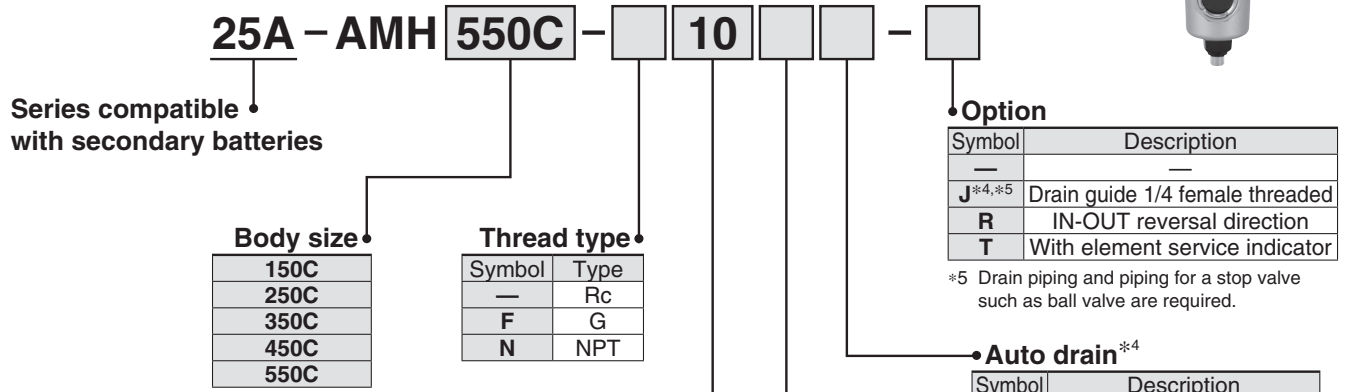 25A – AMH 550C – 10 –
Series compatible
with secondary batteries
Option
Symbol Description
— —
J*4,*5 Drain guide 1/4 female threaded
R IN-OUT reversal direction
T With element service indicator
*5 Drain piping and piping for a stop valve
such as ball valve are required.
Body size
150C
250C
350C
450C
550C
Thread type
Symbol Type
— Rc
F G
N NPT
Auto drain*4
Symbol Description